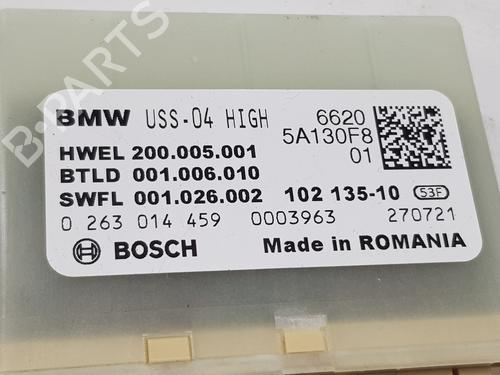 B-PARTS
BMW USS-04 HIGH 6620
5A130F8
01
HWEL 200.005.001
BTLD 001.006.010
SWFL 001.026.002 102 135-10 53F
0 263 014 459 0003963 270721
BOSCH Made in ROMANIA